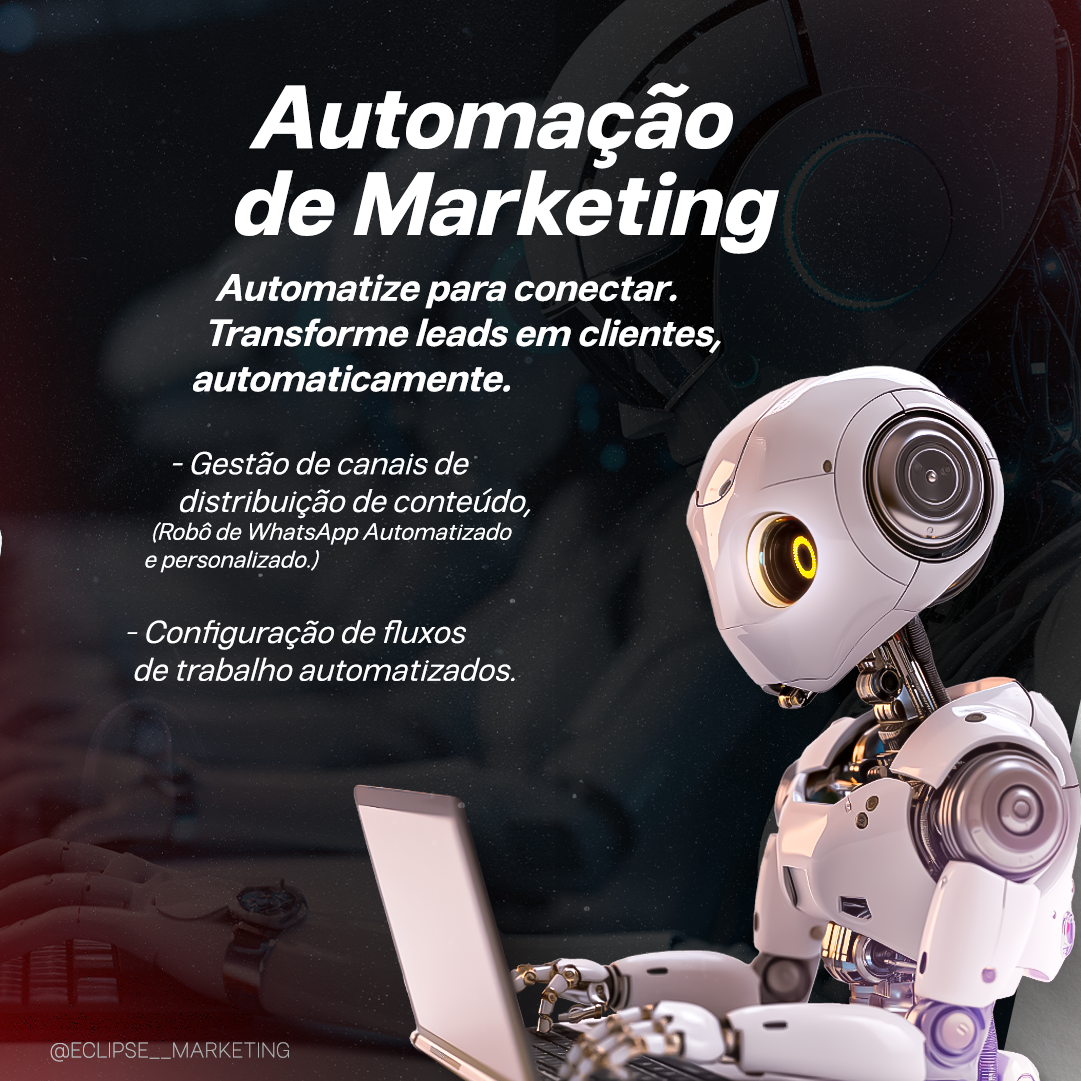 Automação
de Marketing
Automatize para conectar.
Transforme leads em clientes,
automaticamente.
- Gestão de canais de
distribuição de conteúdo,
(Robô de WhatsApp Automatizado
e personalizado.)
- Configuração de fluxos
de trabalho automatizados.
@ECLIPSE__MARKETING